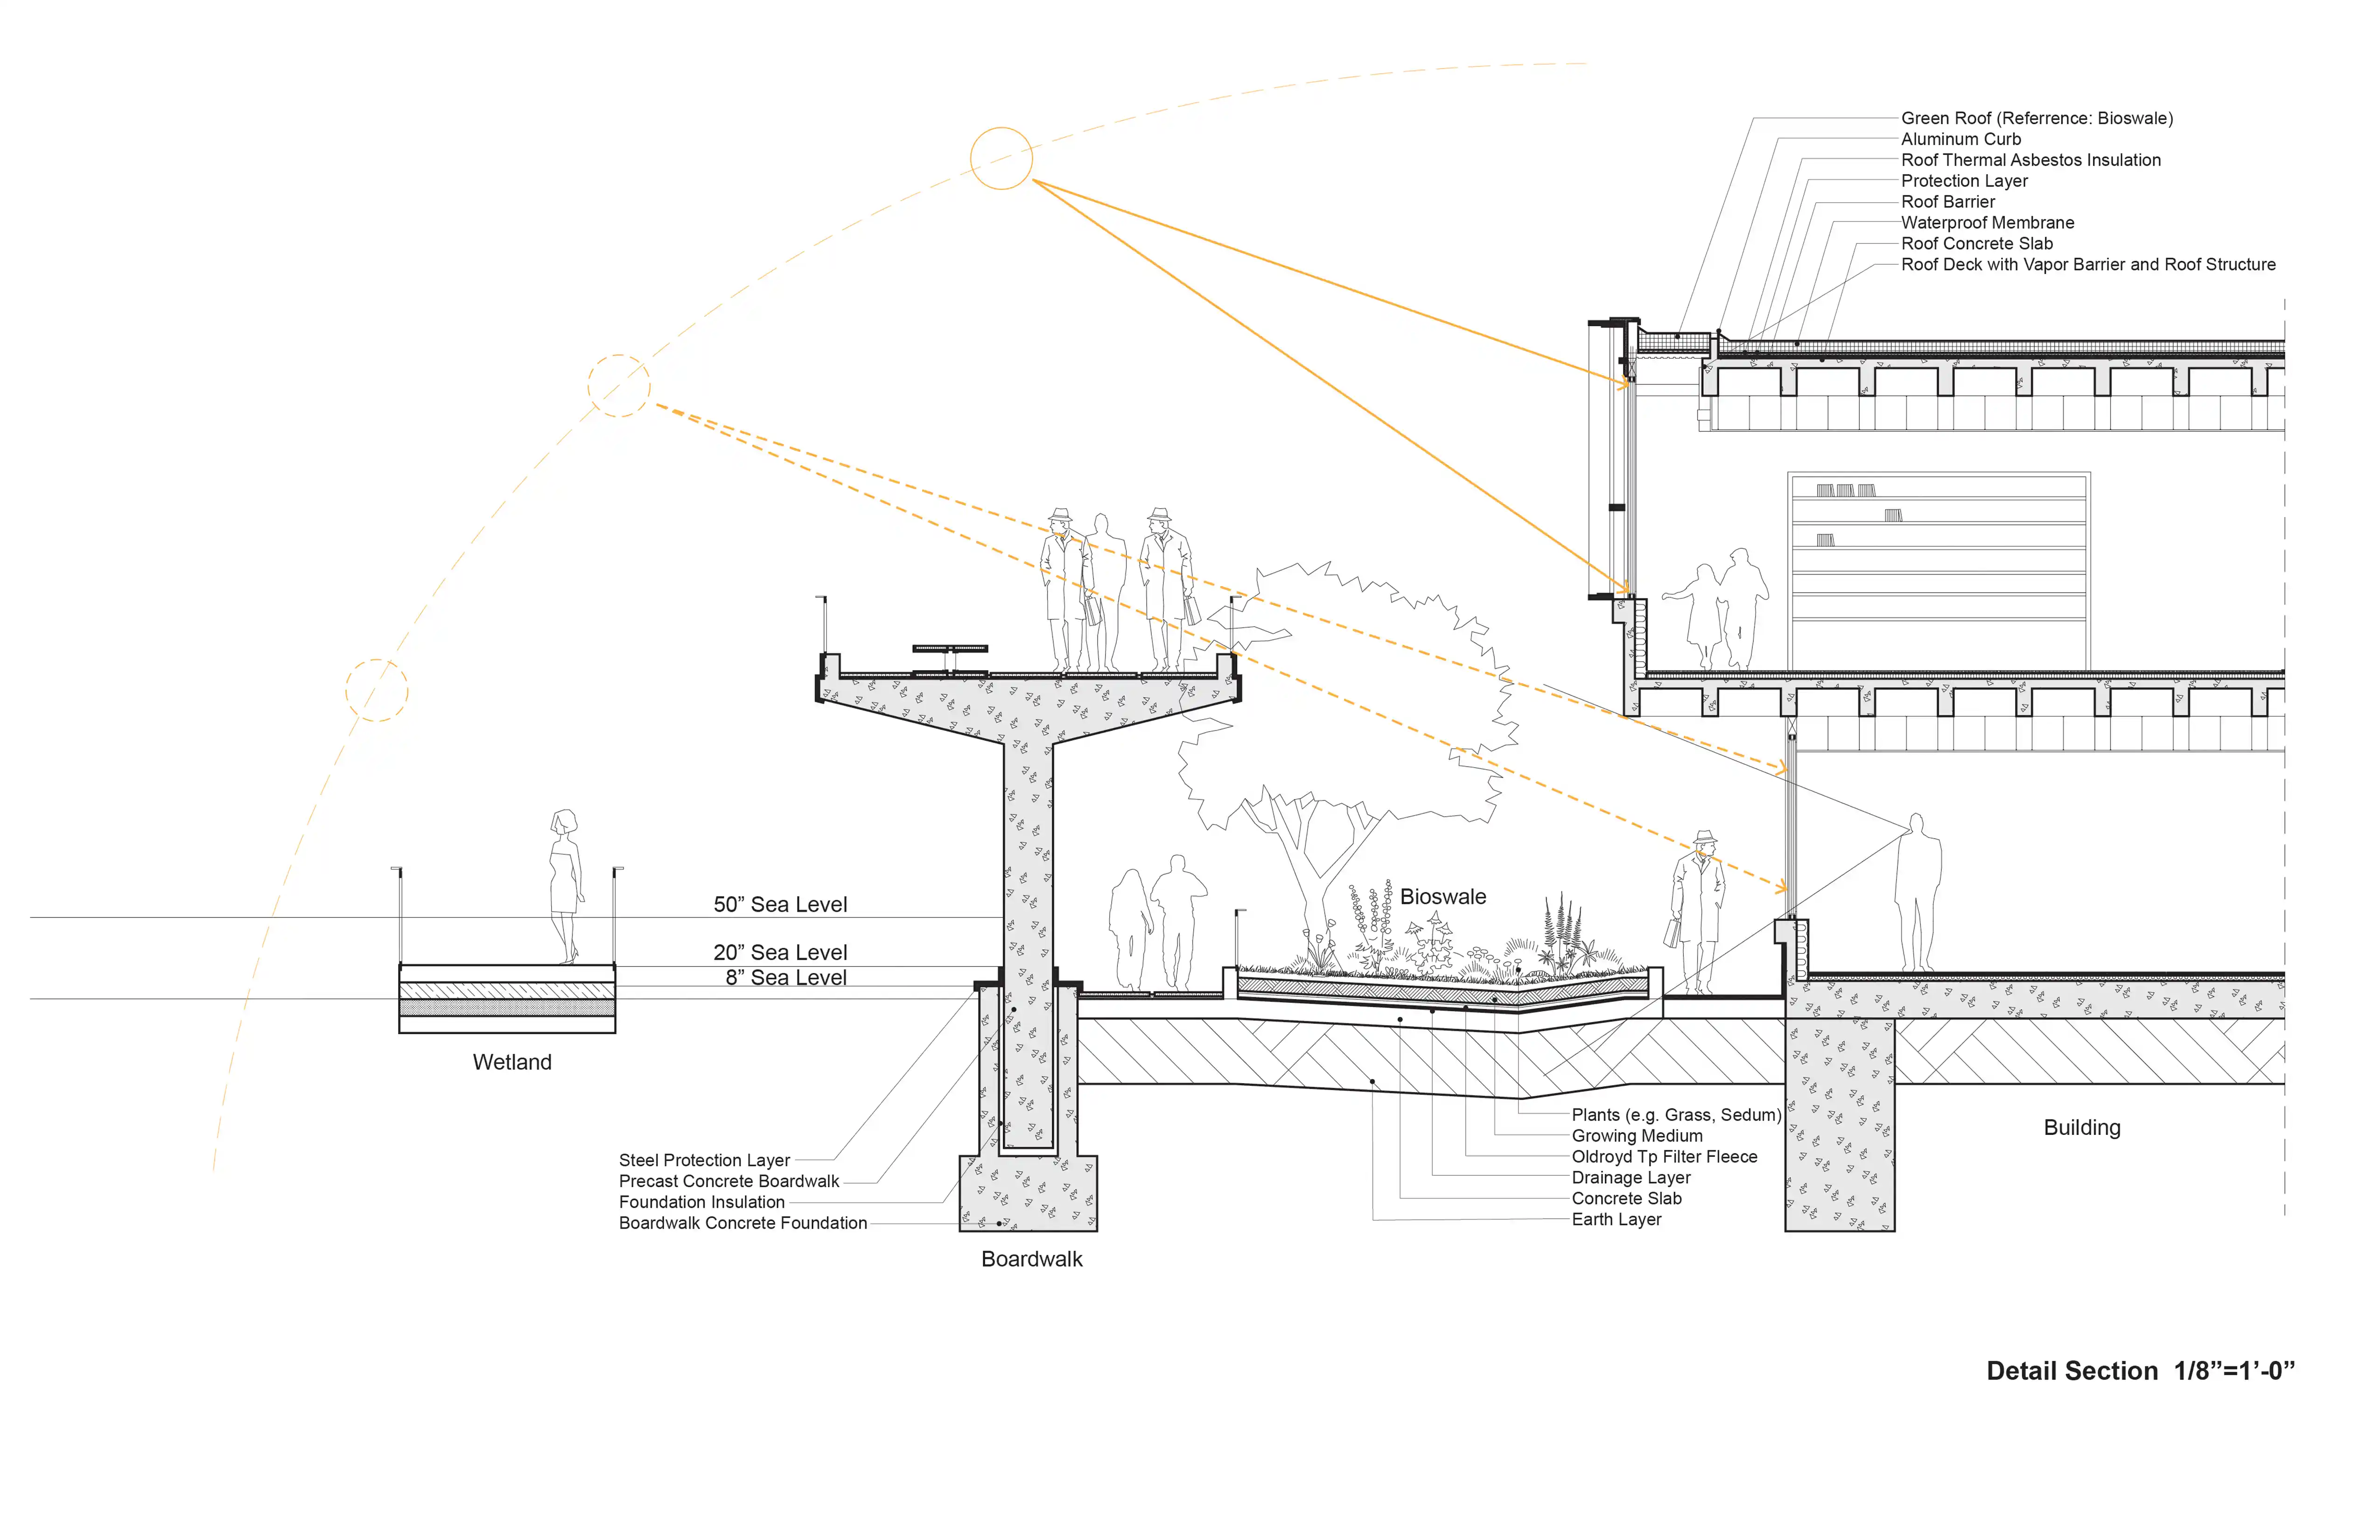 Green Roof (Referrence: Bioswale)
Aluminum Curb
Roof Thermal Asbestos Insulation
Protection Layer
Roof Barrier
Waterproof Membrane
Roof Concrete Slab
Roof Deck with Vapor Barrier and Roof Structure
50” Sea Level
20” Sea Level
8” Sea Level
Bioswale
Wetland
Plants (e.g. Grass, Sedum)
Growing Medium
Oldroyd Tp Filter Fleece
Drainage Layer
Concrete Slab
Earth Layer
Building
Steel Protection Layer
Precast Concrete Boardwalk
Foundation Insulation
Boardwalk Concrete Foundation
Boardwalk
Detail Section 1/8”=1’-0”